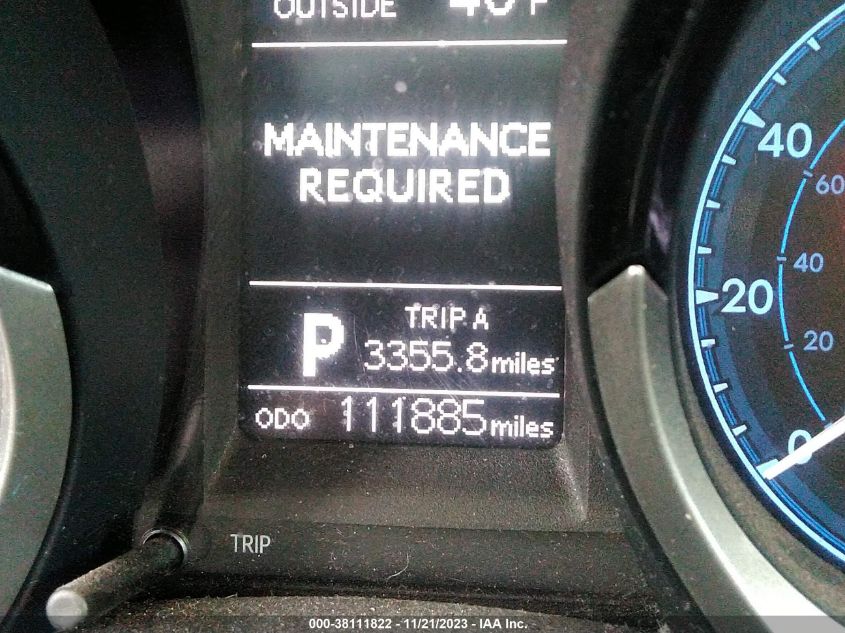 OUTSIDE 40°F
MAINTENANCE
REQUIRED
TRIP A
P 3355.8 miles
ODO 111885 miles
TRIP
40
20
0
60
40
20
000-38111822 - 11/21/2023 - IAA Inc.